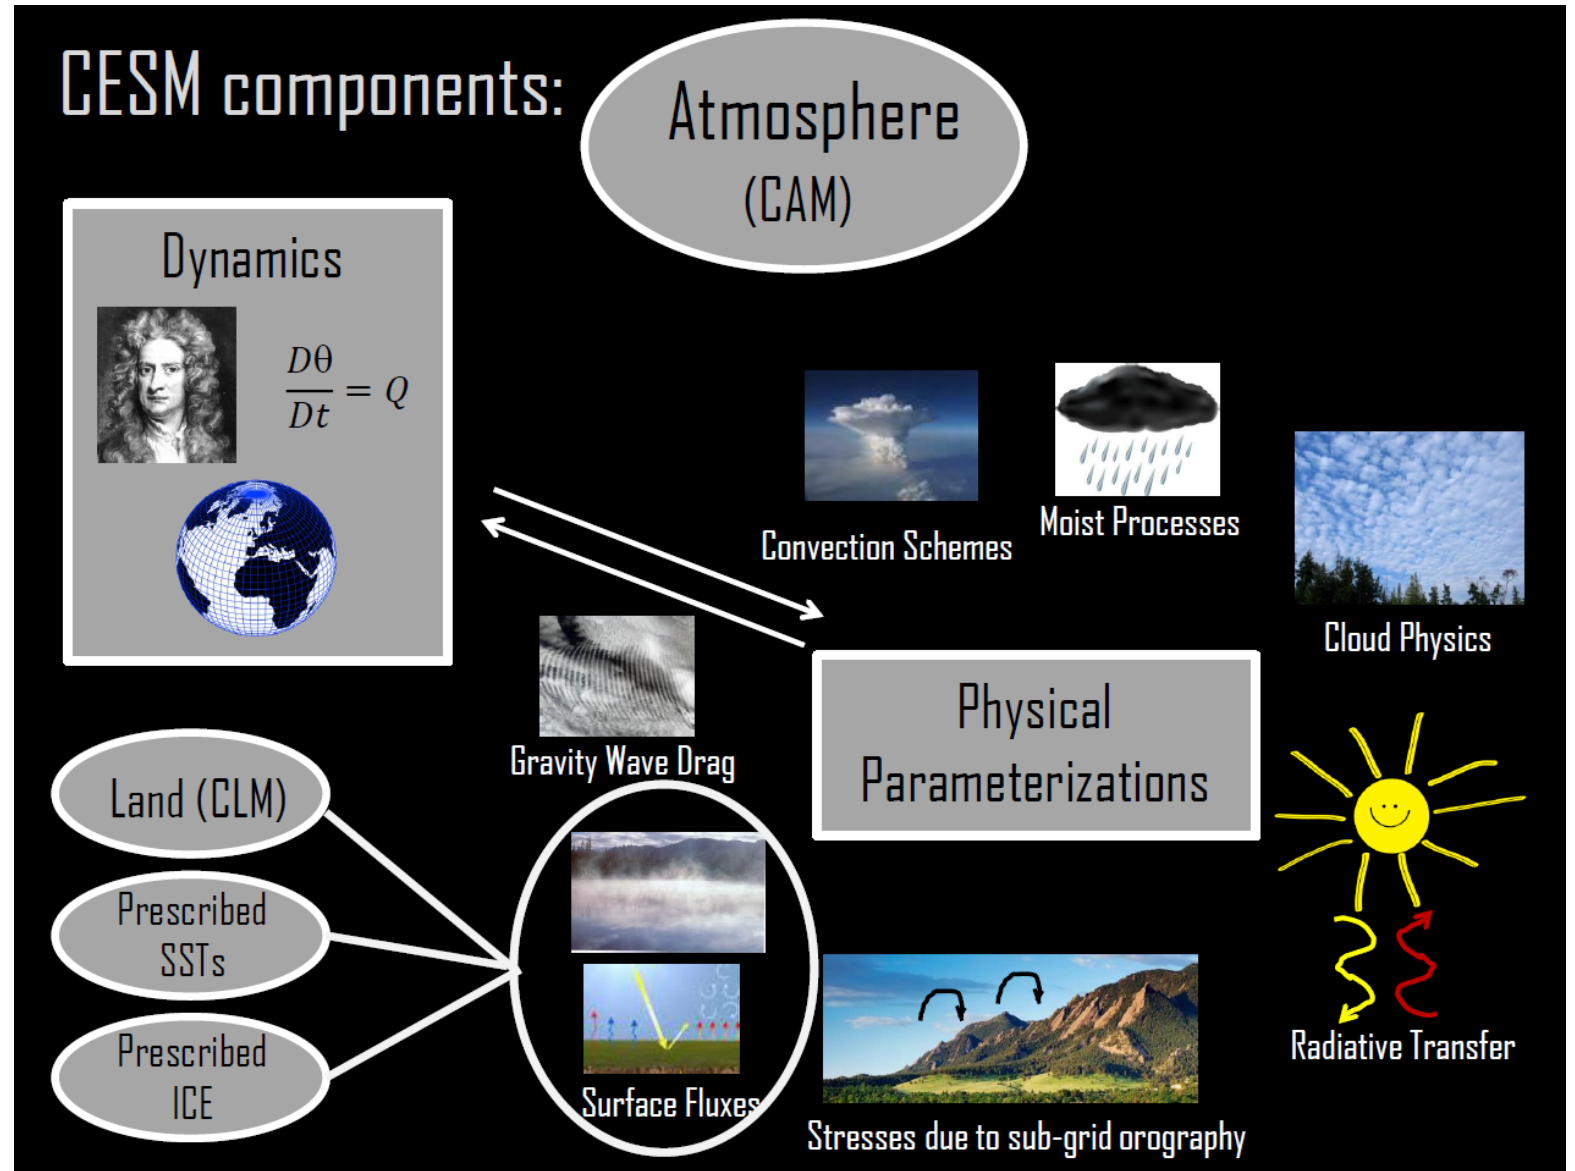 CESM components:
Atmosphere
(CAM)
Dynamics
Dθ
Dt
= Q
Convection Schemes
Moist Processes
Cloud Physics
Gravity Wave Drag
Physical
Parameterizations
Land (CLM)
Prescribed
SSTs
Prescribed
ICE
Surface Fluxes
Stresses due to sub-grid orography
Radiative Transfer